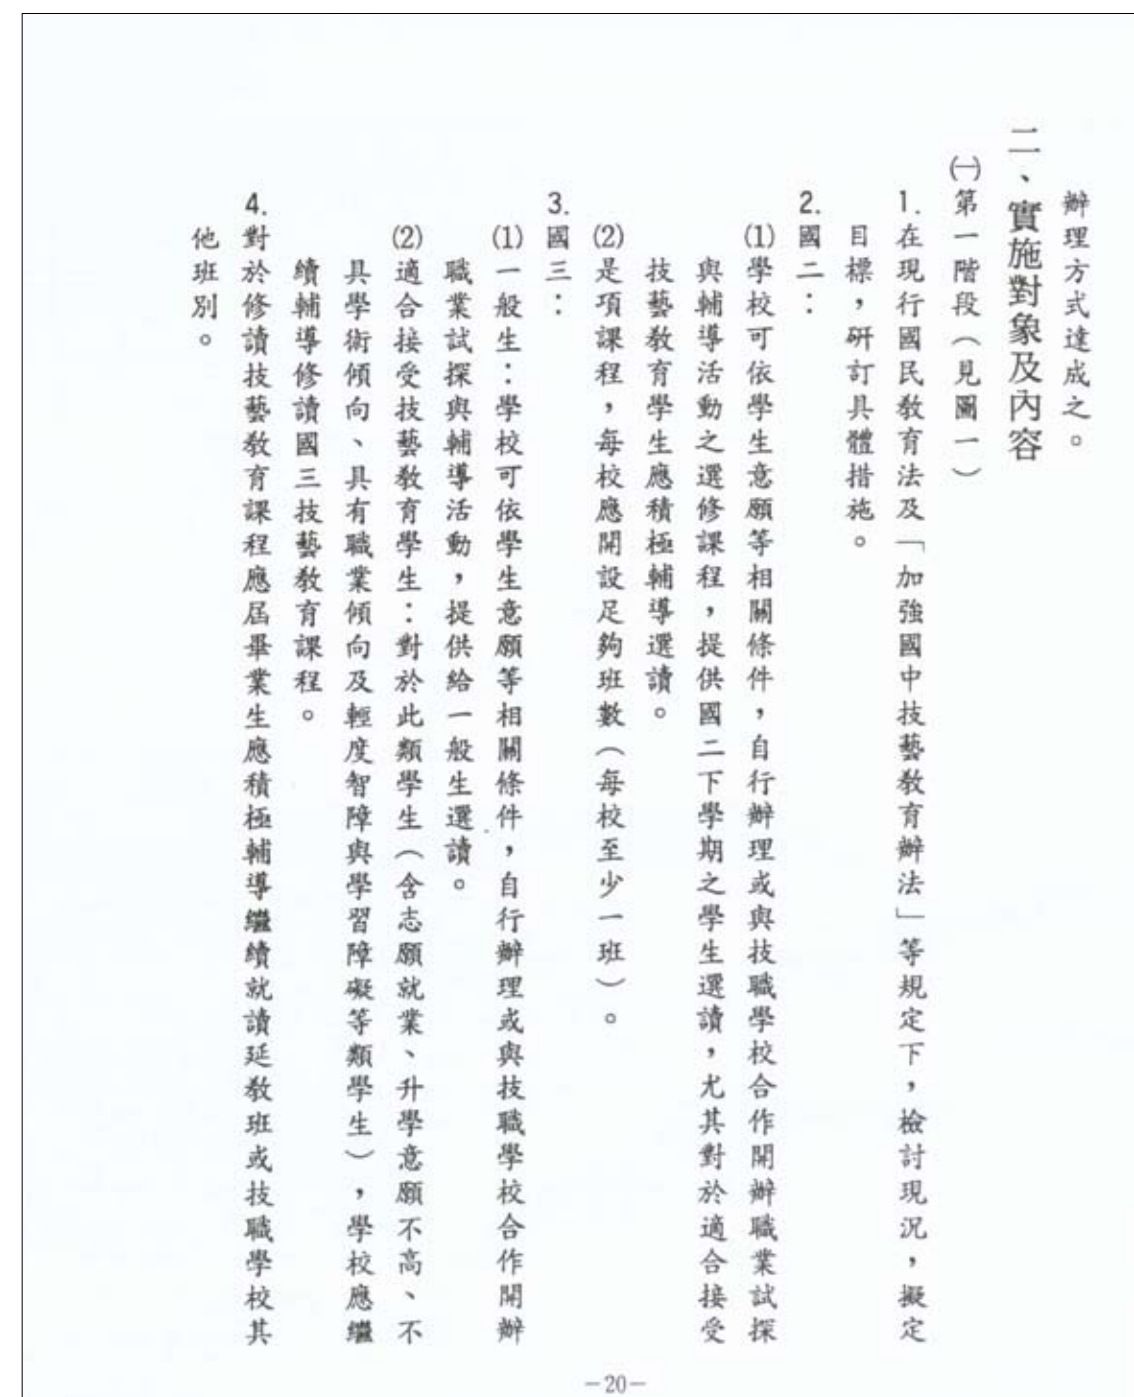 辦理方式達成之。
二、實施對象及內容
㈠第一階段（見圖一）
1.在現行國民教育法及「加強國中技藝教育辦法」等規定下，檢討現況，擬定
目標，研訂具體措施。
2.國二：
⑴學校可依學生意願等相關條件，自行辦理或與技職學校合作開辦職業試探
與輔導活動之選修課程，提供國二下學期之學生選讀，尤其對於適合接受
技藝教育學生應積極輔導選讀。
⑵是項課程，每校應開設足夠班數（每校至少一班）。
3.國三：
⑴一般生：學校可依學生意願等相關條件，自行辦理或與技職學校合作開辦
職業試探與輔導活動，提供給一般生選讀。
⑵適合接受技藝教育學生：對於此類學生（含志願就業、升學意願不高、不
具學術傾向、具有職業傾向及輕度智障與學習障礙等類學生），學校應繼
續輔導修讀國三技藝教育課程。
4.對於修讀技藝教育課程應屆畢業生應積極輔導繼續就讀延教班或技職學校其
他班別。
－20－